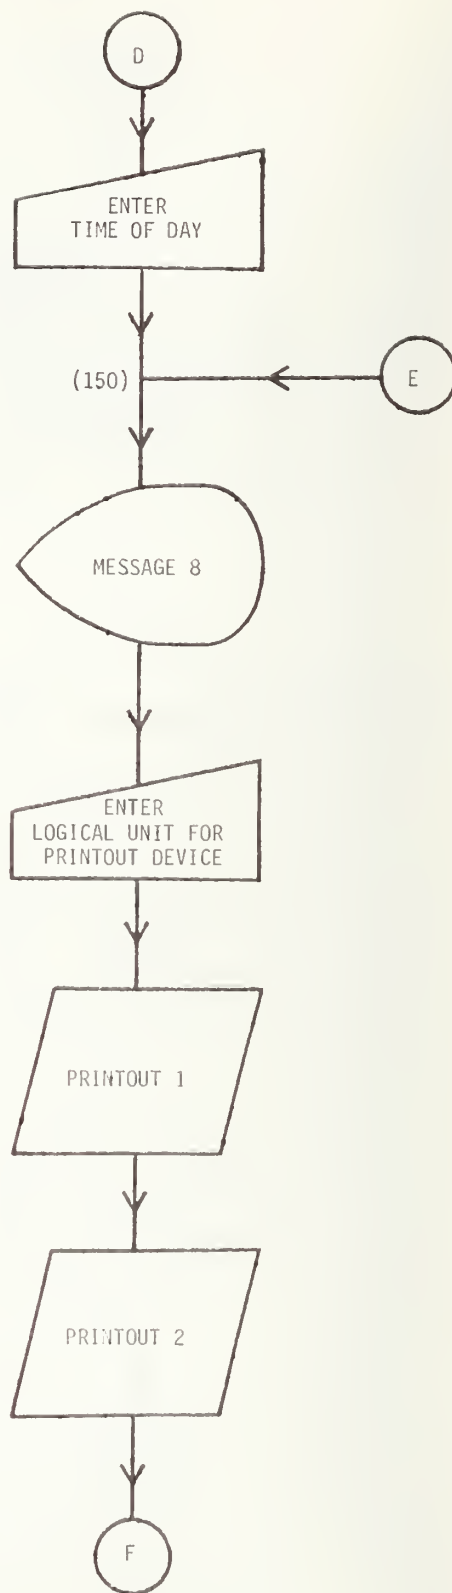 D
ENTER
TIME OF DAY
(150)
E
MESSAGE 8
ENTER
LOGICAL UNIT FOR
PRINTOUT DEVICE
PRINTOUT 1
PRINTOUT 2
F